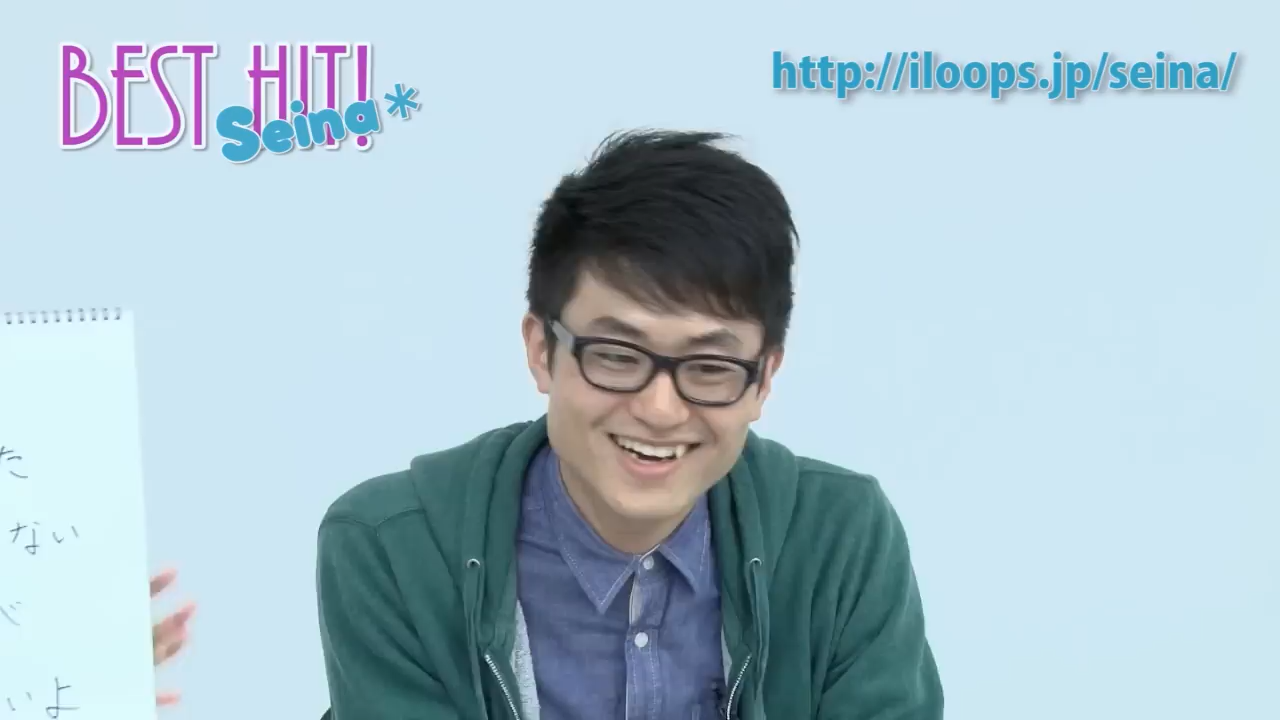 BEST HIT!
Seina*
http://iloops.jp/seina/
た
ない
いよ